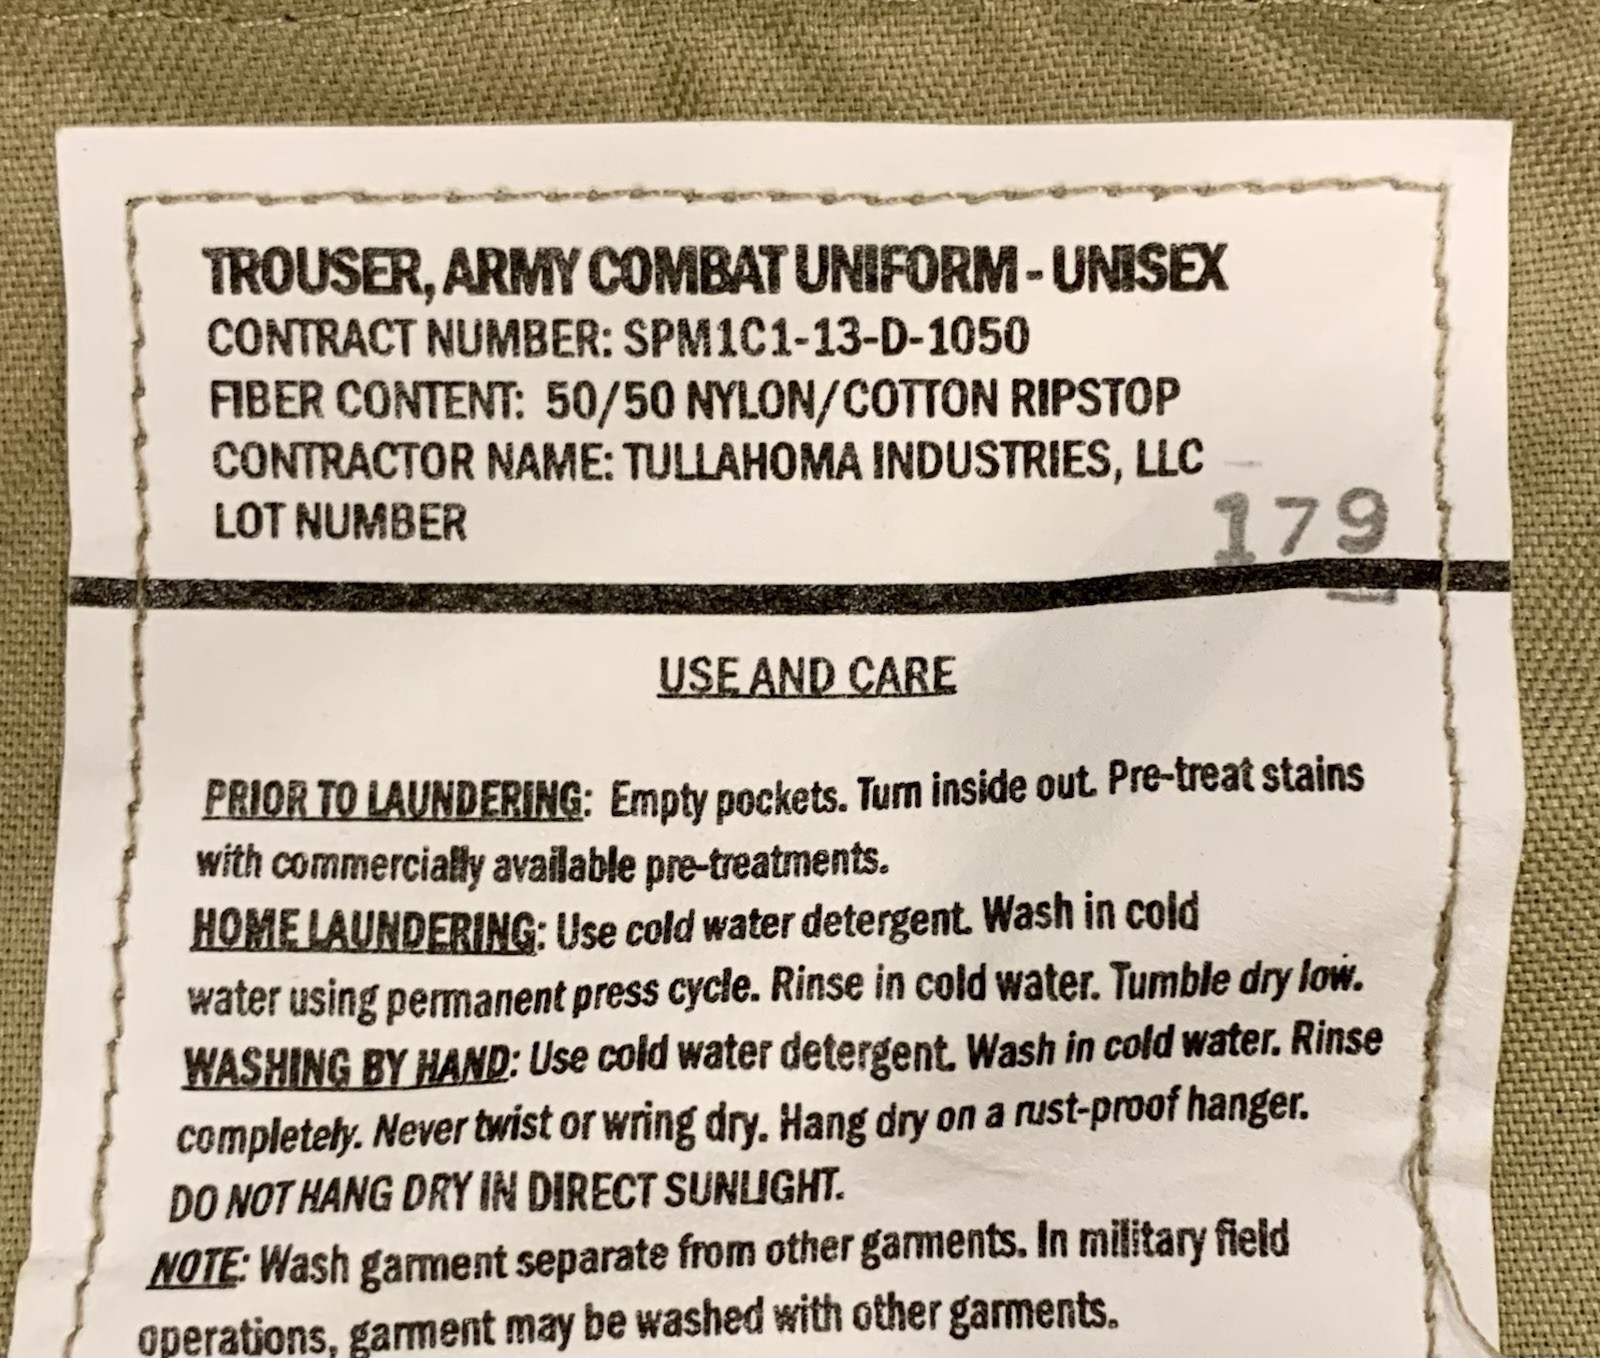 TROUSER, ARMY COMBAT UNIFORM - UNISEX
CONTRACT NUMBER: SPM1C1-13-D-1050
FIBER CONTENT: 50/50 NYLON/COTTON RIPSTOP
CONTRACTOR NAME: TULLAHOMA INDUSTRIES, LLC
LOT NUMBER 179
USE AND CARE
PRIOR TO LAUNDERING: Empty pockets. Turn inside out. Pre-treat stains
with commercially available pre-treatments.
HOME LAUNDERING: Use cold water detergent. Wash in cold
water using permanent press cycle. Rinse in cold water. Tumble dry low.
WASHING BY HAND: Use cold water detergent. Wash in cold water. Rinse
completely. Never twist or wring dry. Hang dry on a rust-proof hanger.
DO NOT HANG DRY IN DIRECT SUNLIGHT.
NOTE: Wash garment separate from other garments. In military field
operations, garment may be washed with other garments.